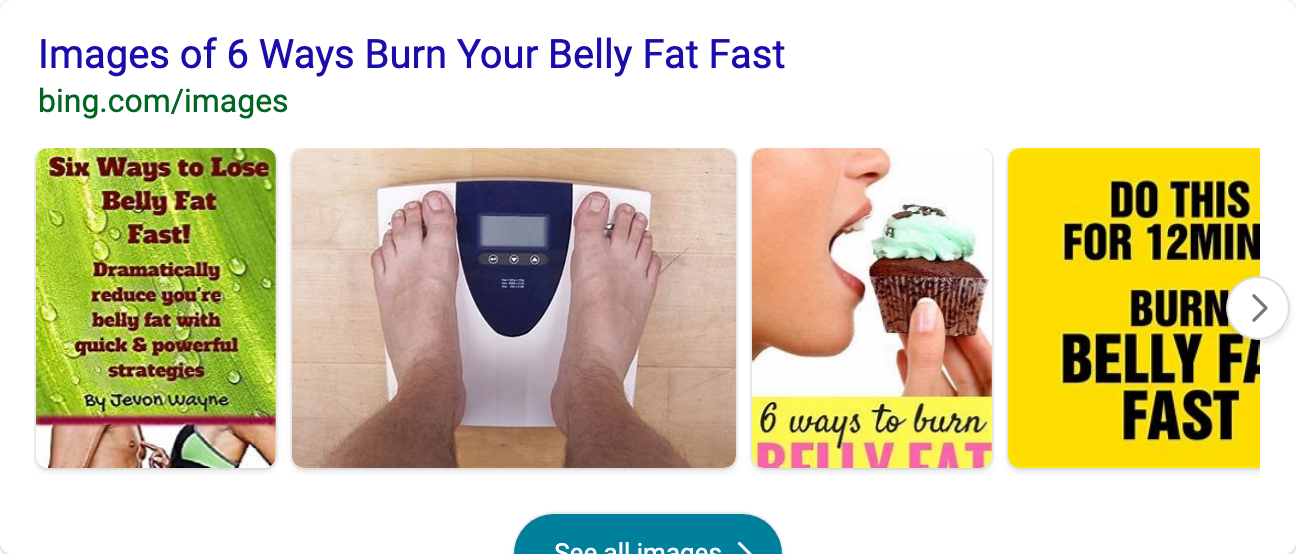 Images of 6 Ways Burn Your Belly Fat Fast
bing.com/images
Six Ways to Lose
Belly Fat
Fast!
Dramatically
reduce you're
belly fat with
quick & powerful
strategies
By Jevon Wayne
6 ways to burn
BELLY FAT
DO THIS
FOR 12MIN
BURN
BELLY FA
FAST
See all images